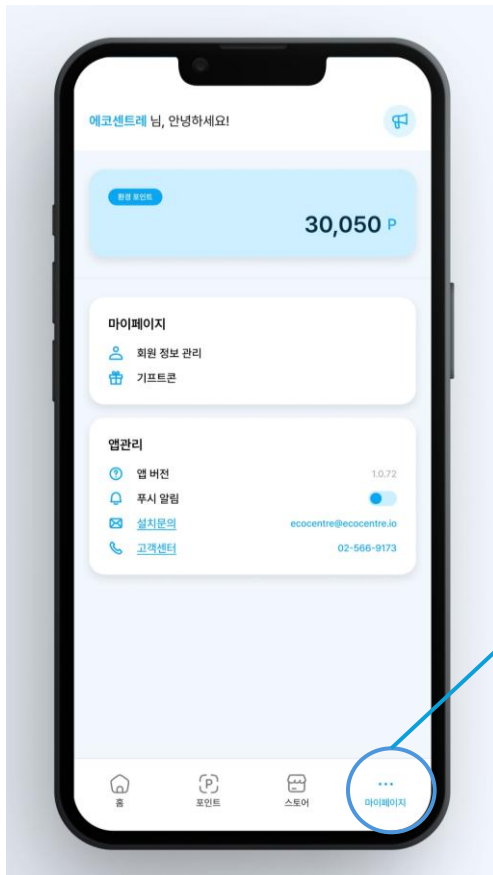 에코센트레 님, 안녕하세요!
환경 포인트
30,050 P
마이페이지
회원 정보 관리
기프트콘
앱관리
앱 버전 1.0.72
푸시 알림
설치문의 ecocentre@ecocentre.io
고객센터 02-566-9173
홈 포인트 스토어 마이페이지